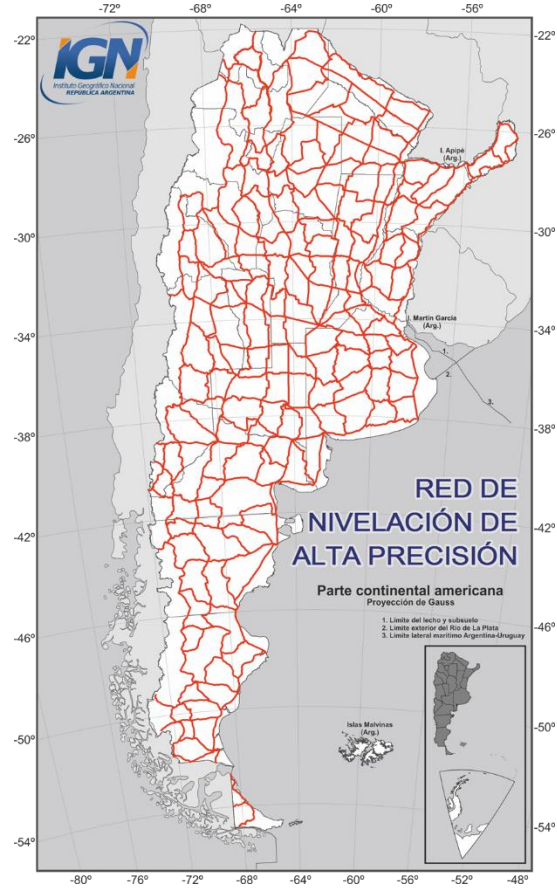 -72º -68º -64º -60º -56º
-22º -22º
IGN
Instituto Geográfico Nacional
REPÚBLICA ARGENTINA
-26º -26º
I. Apipé
(Arg.)
-30º -30º
I. Martín García
(Arg.)
-34º -34º
1.
2.
3.
-38º -38º
RED DE
NIVELACIÓN DE
ALTA PRECISIÓN
-42º -42º
Parte continental americana
Proyección de Gauss
1. Límite del lecho y subsuelo
2. Límite exterior del Río de La Plata
3. Límite lateral marítimo Argentina-Uruguay
-46º -46º
Islas Malvinas
(Arg.)
-50º -50º
-54º -54º
-80º -76º -72º -68º -64º -60º -56º -52º -48º